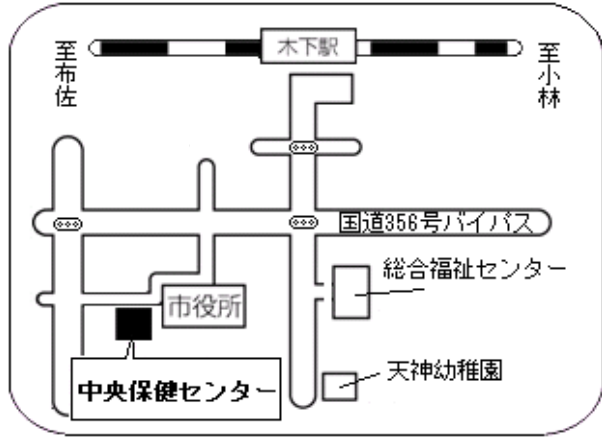 木下駅
至布佐
至小林
国道356号バイパス
総合福祉センター
市役所
天神幼稚園
中央保健センター